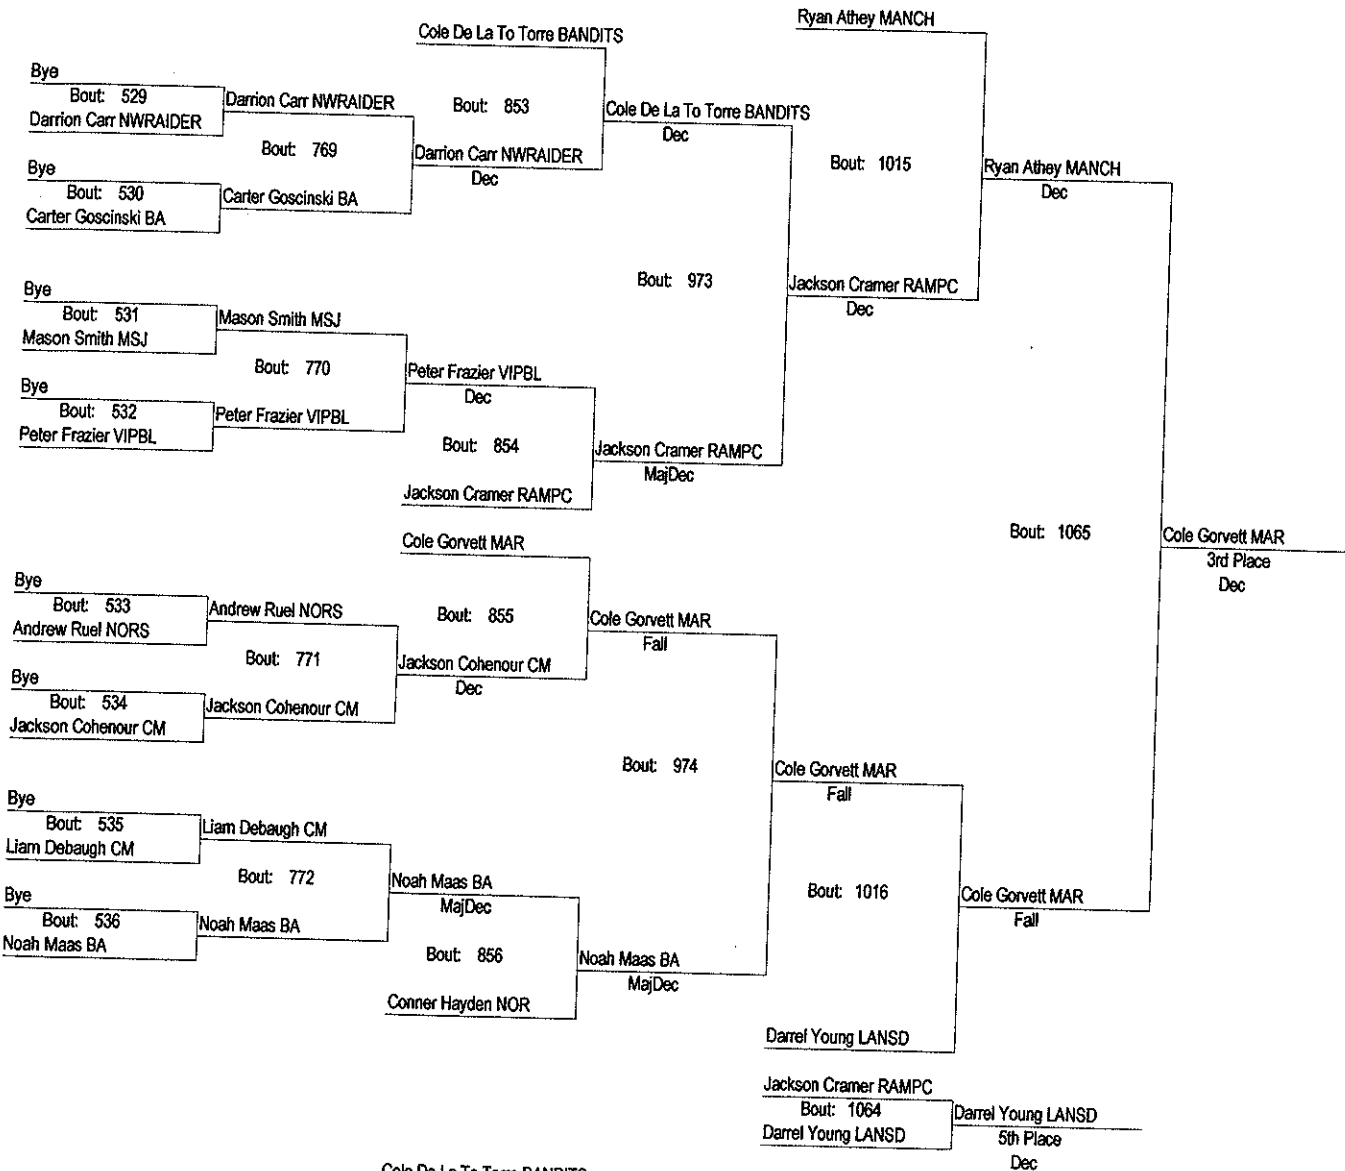 Ryan Athey MANCH
Cole De La To Torre BANDITS
Bye
Bout: 529
Darrion Carr NWRAIDER
Darrion Carr NWRAIDER
Bout: 853
Cole De La To Torre BANDITS
Dec
Bout: 769
Darrion Carr NWRAIDER
Dec
Bout: 1015
Ryan Athey MANCH
Dec
Bye
Bout: 530
Carter Goscinski BA
Carter Goscinski BA
Bout: 973
Jackson Cramer RAMPC
Dec
Bye
Bout: 531
Mason Smith MSJ
Mason Smith MSJ
Bout: 770
Peter Frazier VIPBL
Dec
Bye
Bout: 532
Peter Frazier VIPBL
Peter Frazier VIPBL
Bout: 854
Jackson Cramer RAMPC
MajDec
Jackson Cramer RAMPC
Bout: 1065
Cole Gorvett MAR
3rd Place
Dec
Cole Gorvett MAR
Bye
Bout: 533
Andrew Ruel NORS
Andrew Ruel NORS
Bout: 855
Cole Gorvett MAR
Fall
Bout: 771
Jackson Cohenour CM
Dec
Bye
Bout: 534
Jackson Cohenour CM
Jackson Cohenour CM
Bout: 974
Cole Gorvett MAR
Fall
Bye
Bout: 535
Liam Debaugh CM
Liam Debaugh CM
Bout: 772
Noah Maas BA
MajDec
Bout: 1016
Cole Gorvett MAR
Fall
Bye
Bout: 536
Noah Maas BA
Noah Maas BA
Bout: 856
Noah Maas BA
MajDec
Conner Hayden NOR
Darrel Young LANSD
Jackson Cramer RAMPC
Bout: 1064
Darrel Young LANSD
Darrel Young LANSD
5th Place
Dec
Cole De La To Torre BANDITS